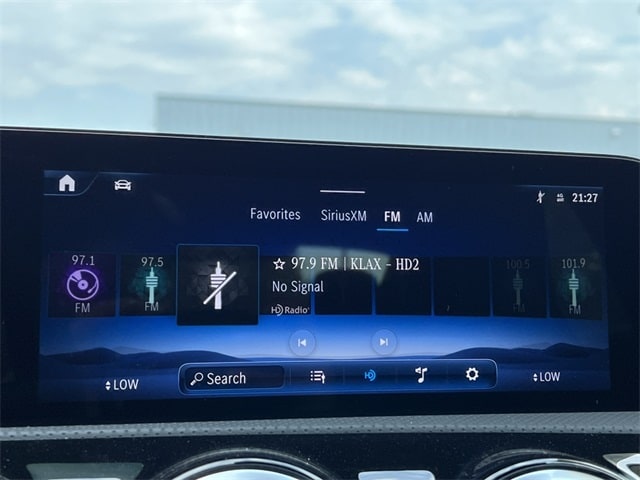 21:27
Favorites SiriusXM FM AM
97.1 97.5 97.9 FM | KLAX - HD2 100.5 101.9
No Signal
FM FM HD Radio FM FM
LOW Search HD LOW